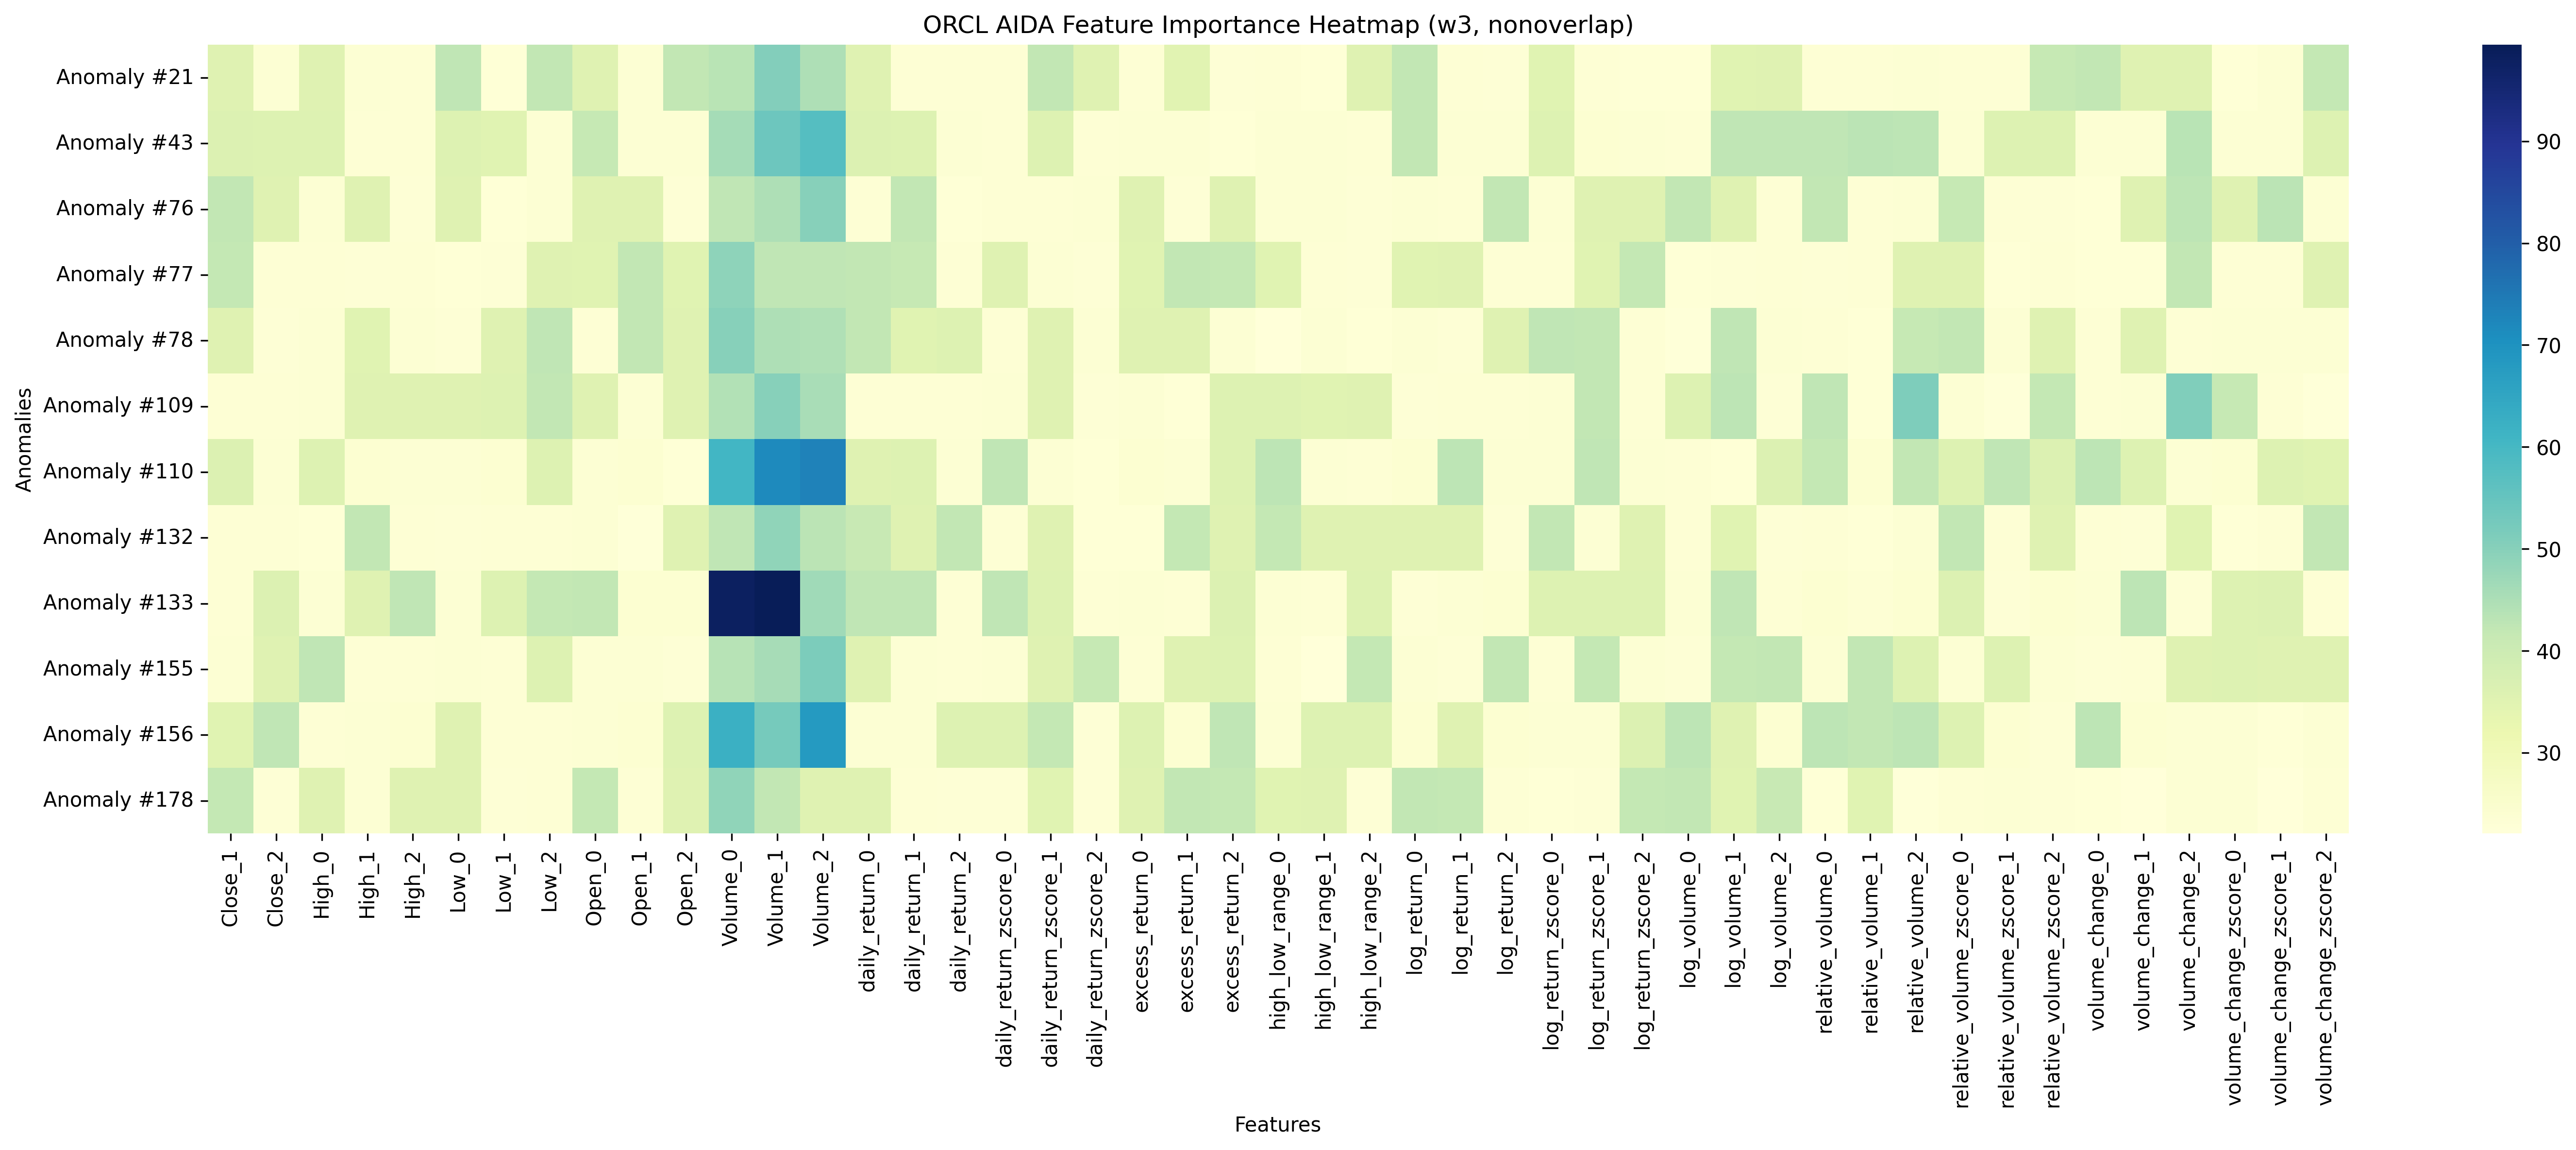 ORCL AIDA Feature Importance Heatmap (w3, nonoverlap)
Anomalies
Anomaly #21
Anomaly #43
Anomaly #76
Anomaly #77
Anomaly #78
Anomaly #109
Anomaly #110
Anomaly #132
Anomaly #133
Anomaly #155
Anomaly #156
Anomaly #178
Close_1
Close_2
High_0
High_1
High_2
Low_0
Low_1
Low_2
Open_0
Open_1
Open_2
Volume_0
Volume_1
Volume_2
daily_return_0
daily_return_1
daily_return_2
daily_return_zscore_0
daily_return_zscore_1
daily_return_zscore_2
excess_return_0
excess_return_1
excess_return_2
high_low_range_0
high_low_range_1
high_low_range_2
log_return_0
log_return_1
log_return_2
log_return_zscore_0
log_return_zscore_1
log_return_zscore_2
log_volume_0
log_volume_1
log_volume_2
relative_volume_0
relative_volume_1
relative_volume_2
relative_volume_zscore_0
relative_volume_zscore_1
relative_volume_zscore_2
volume_change_0
volume_change_1
volume_change_2
volume_change_zscore_0
volume_change_zscore_1
volume_change_zscore_2
Features
90
80
70
60
50
40
30